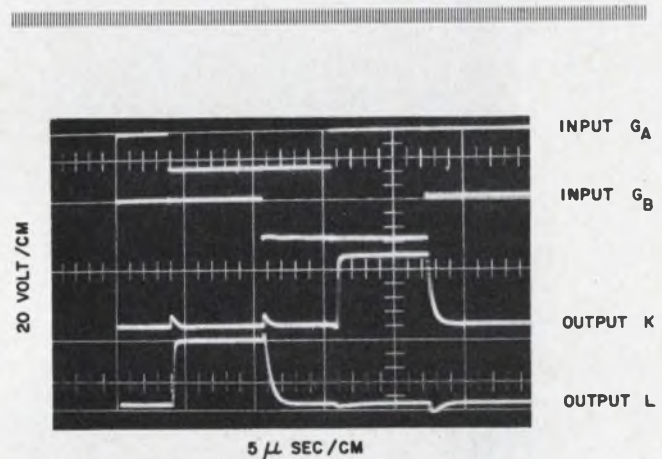 INPUT G_A
INPUT G_B
20 VOLT/CM
OUTPUT K
OUTPUT L
5 μ SEC/CM